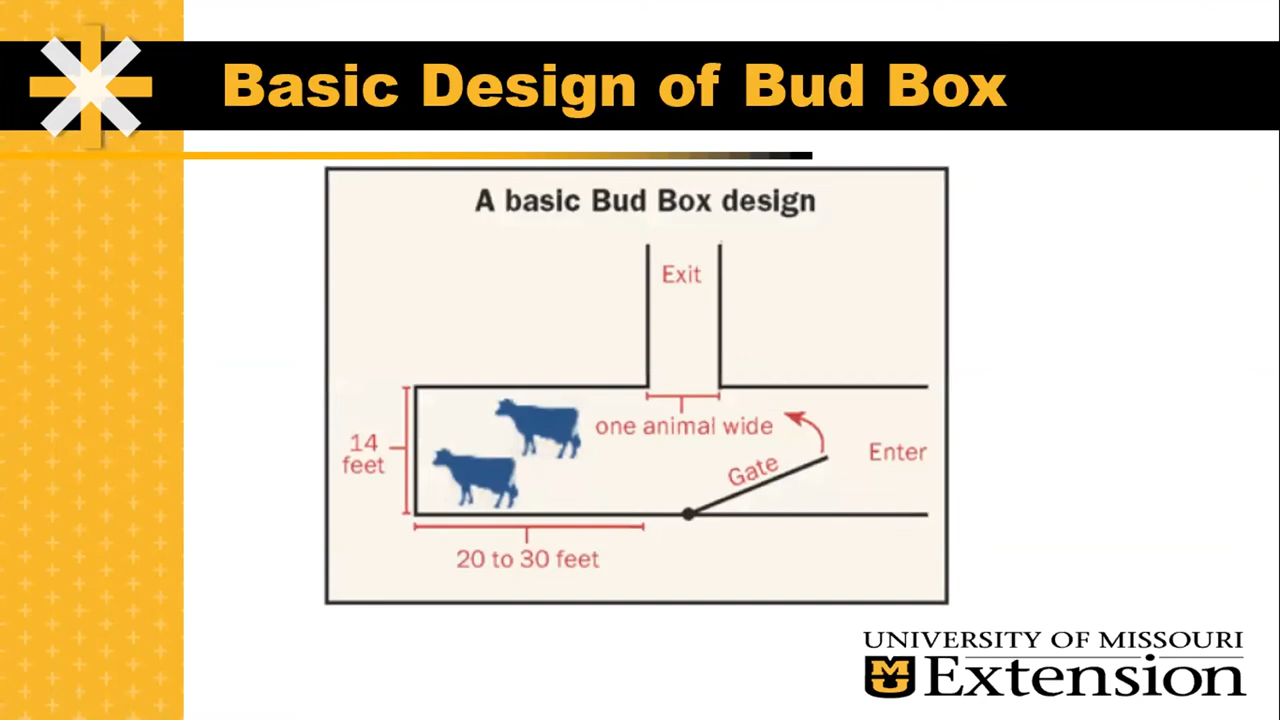 Basic Design of Bud Box
A basic Bud Box design
Exit
one animal wide
14
feet
Gate
Enter
20 to 30 feet
UNIVERSITY OF MISSOURI
Extension